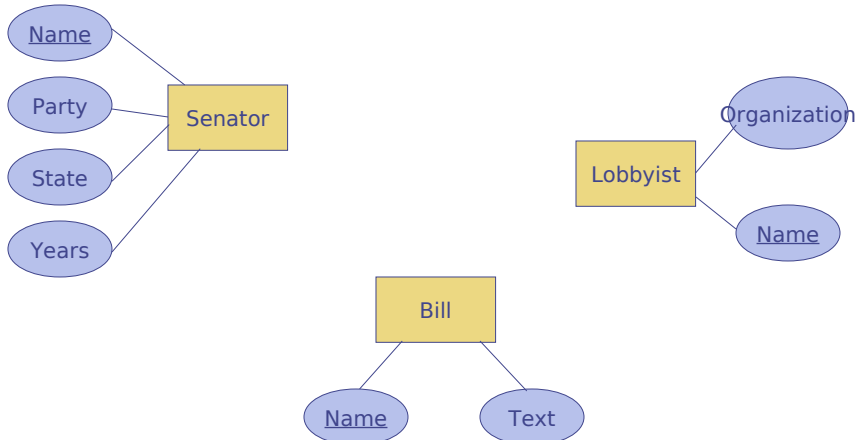 Name
Party
Senator
State
Years
Organization
Lobbyist
Name
Bill
Name
Text